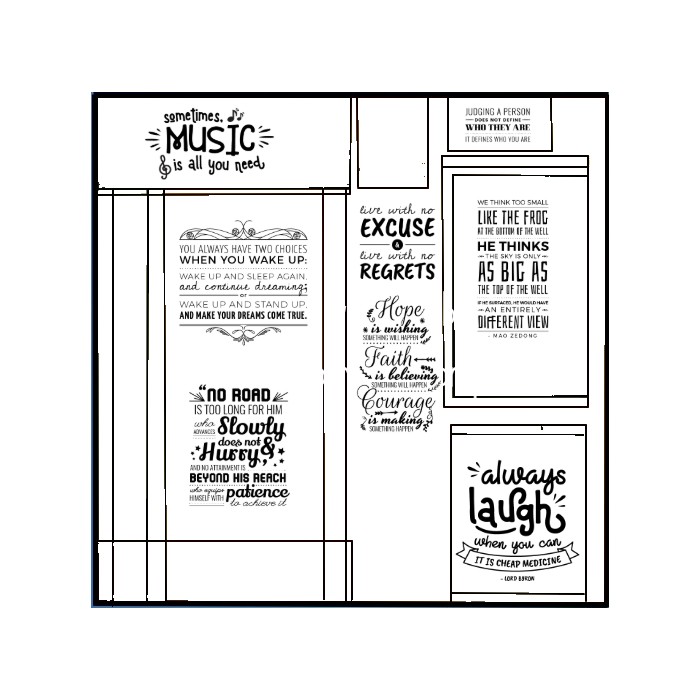 sometimes,
MUSIC
is all you need
JUDGING A PERSON
DOES NOT DEFINE
WHO THEY ARE
IT DEFINES WHO YOU ARE
YOU ALWAYS HAVE TWO CHOICES
WHEN YOU WAKE UP:
WAKE UP AND SLEEP AGAIN,
and continue dreaming;
or
WAKE UP AND STAND UP,
AND MAKE YOUR DREAMS COME TRUE.
"NO ROAD
IS TOO LONG FOR HIM
who ADVANCES Slowly
does not
Hurry &
AND NO ATTAINMENT IS
BEYOND HIS REACH
who equips HIMSELF WITH patience
to achieve it
live with no
EXCUSE
&
live with no
REGRETS
Hope
is wishing
SOMETHING WILL HAPPEN
Faith
is believing
SOMETHING WILL HAPPEN
Courage
is making
SOMETHING HAPPEN
WE THINK TOO SMALL
LIKE THE FROG
AT THE BOTTOM OF THE WELL
HE THINKS
THE SKY IS ONLY
AS BIG AS
THE TOP OF THE WELL
IF HE SURFACED, HE WOULD HAVE
AN ENTIRELY
DIFFERENT VIEW
- MAO ZEDONG
always
laugh
when you can
IT IS CHEAP MEDICINE
- LORD BYRON